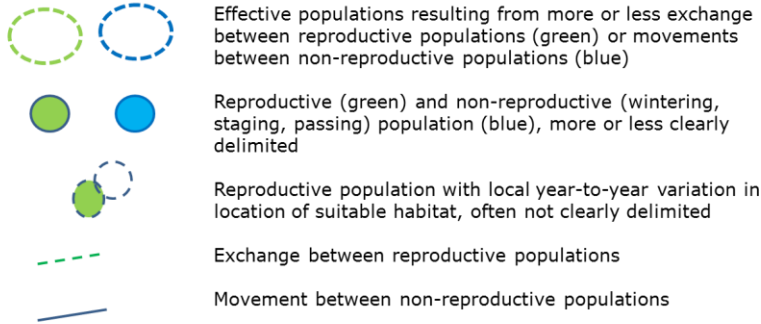 Effective populations resulting from more or less exchange
between reproductive populations (green) or movements
between non-reproductive populations (blue)
Reproductive (green) and non-reproductive (wintering,
staging, passing) population (blue), more or less clearly
delimited
Reproductive population with local year-to-year variation in
location of suitable habitat, often not clearly delimited
Exchange between reproductive populations
Movement between non-reproductive populations